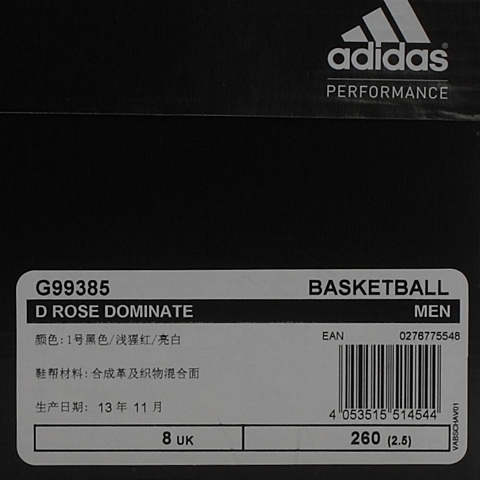 adidas®
PERFORMANCE
G99385 BASKETBALL
D ROSE DOMINATE MEN
颜色: 1号黑色/浅猩红/亮白
EAN 0276775548
鞋帮材料: 合成革及织物混合面
生产日期: 13 年 11 月
4 053515 514544
VABSCHAV01
8 UK 260 (2.5)